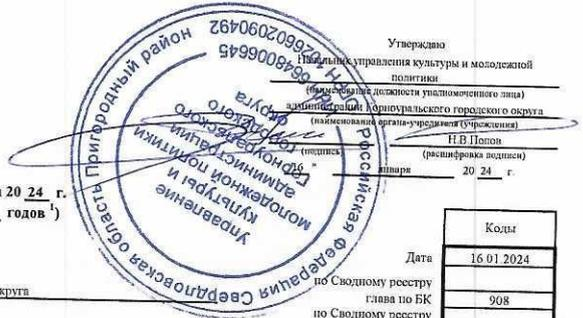 Утверждаю
Начальник управления культуры и молодежной
политики
(наименование должности уполномоченного лица)
администрации Горноуральского городского округа
(наименование органа-учредителя (учреждения)
Н.В.Попов
(подпись (расшифровка подписи)
" 16 " января 20 24 г.
20 24 г.
годов 1)
Коды
Дата 16.01.2024
по Сводному реестру
глава по БК 908
по Сводному реестру
круга
Российская Федерация Свердловская область Пригородный район
6648006645
1026602090492
Управление
культуры и
молодежной политики
администрации
Горноуральского
городского
округа